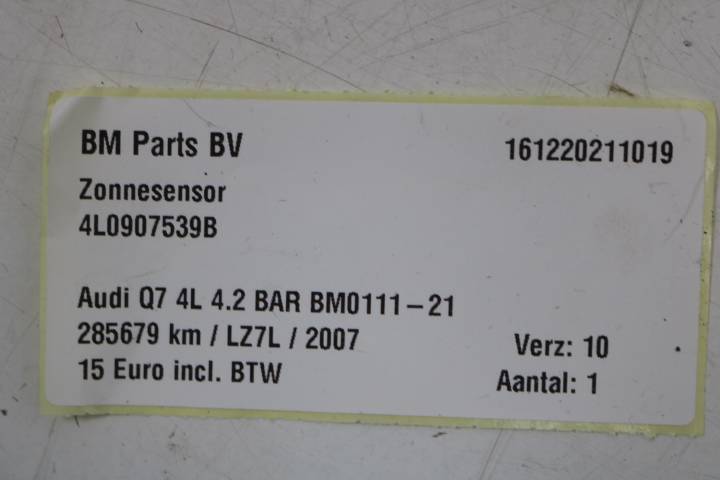 BM Parts BV 161220211019
Zonnesensor
4L0907539B
Audi Q7 4L 4.2 BAR BM0111-21
285679 km / LZ7L / 2007 Verz: 10
15 Euro incl. BTW Aantal: 1